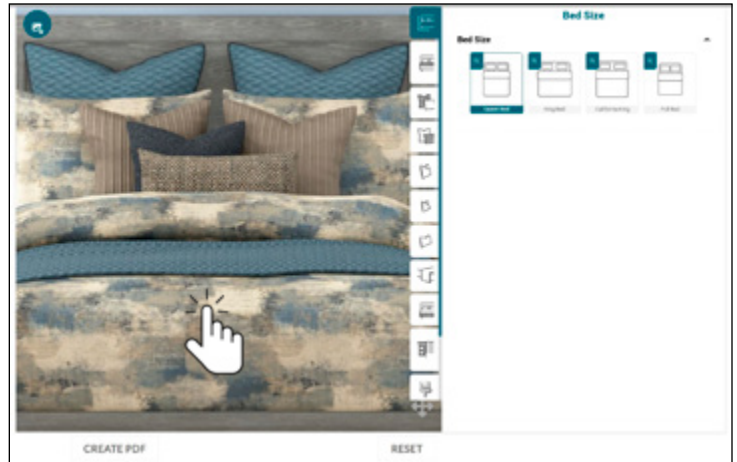 Bed Size
Bed Size
Queen Bed
King Bed
California King
Full Bed
CREATE PDF
RESET